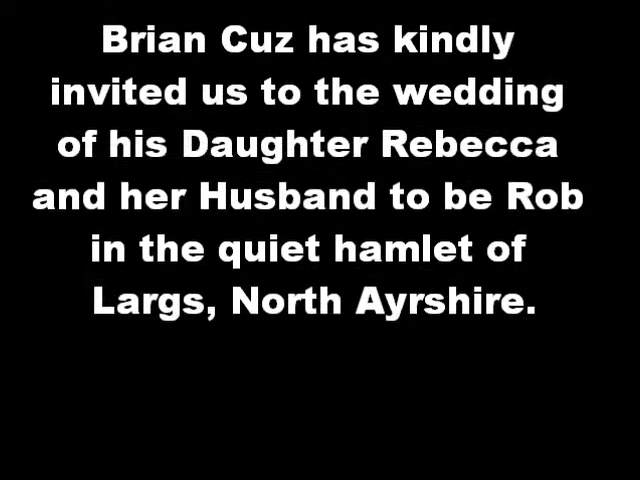 Brian Cuz has kindly
invited us to the wedding
of his Daughter Rebecca
and her Husband to be Rob
in the quiet hamlet of
Largs, North Ayrshire.